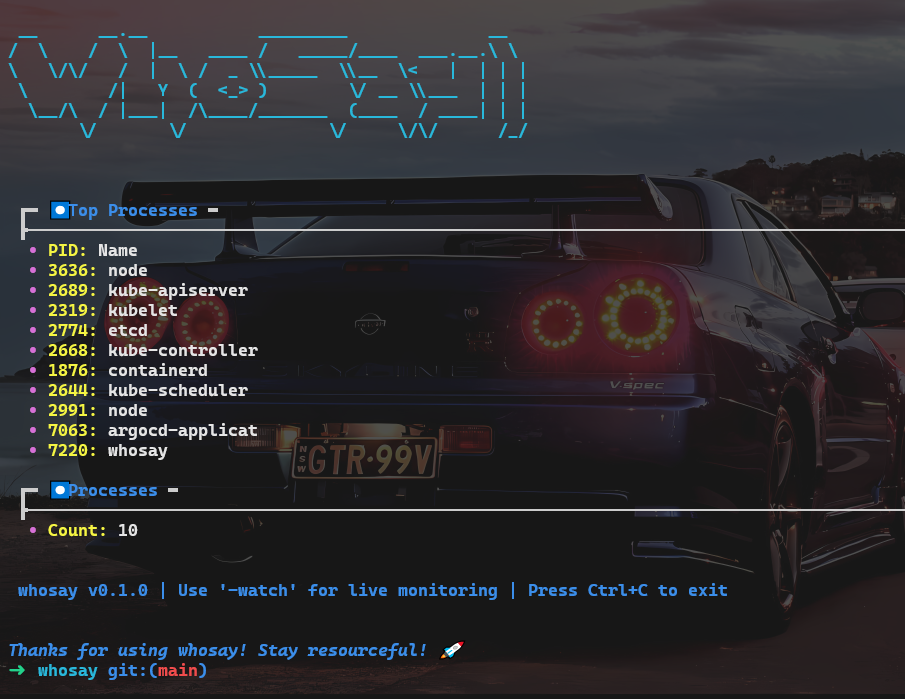 Top Processes
• PID: Name
• 3636: node
• 2689: kube-apiserver
• 2319: kubelet
• 2774: etcd
• 2668: kube-controller
• 1876: containerd
• 2644: kube-scheduler
• 2991: node
• 7063: argocd-applicat
• 7220: whosay
SKYLINE
V·spec
NSW GTR·99V
Processes
• Count: 10
whosay v0.1.0 | Use '-watch' for live monitoring | Press Ctrl+C to exit
Thanks for using whosay! Stay resourceful! 🚀
➜ whosay git:(main)